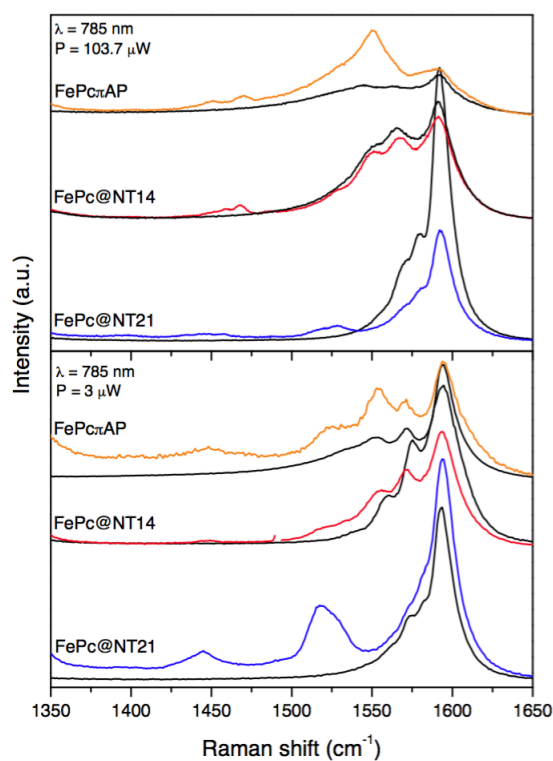 λ = 785 nm
P = 103.7 μW
FePcπAP
FePc@NT14
FePc@NT21
λ = 785 nm
P = 3 μW
FePcπAP
FePc@NT14
FePc@NT21
Intensity (a.u.)
1350 1400 1450 1500 1550 1600 1650
Raman shift (cm⁻¹)